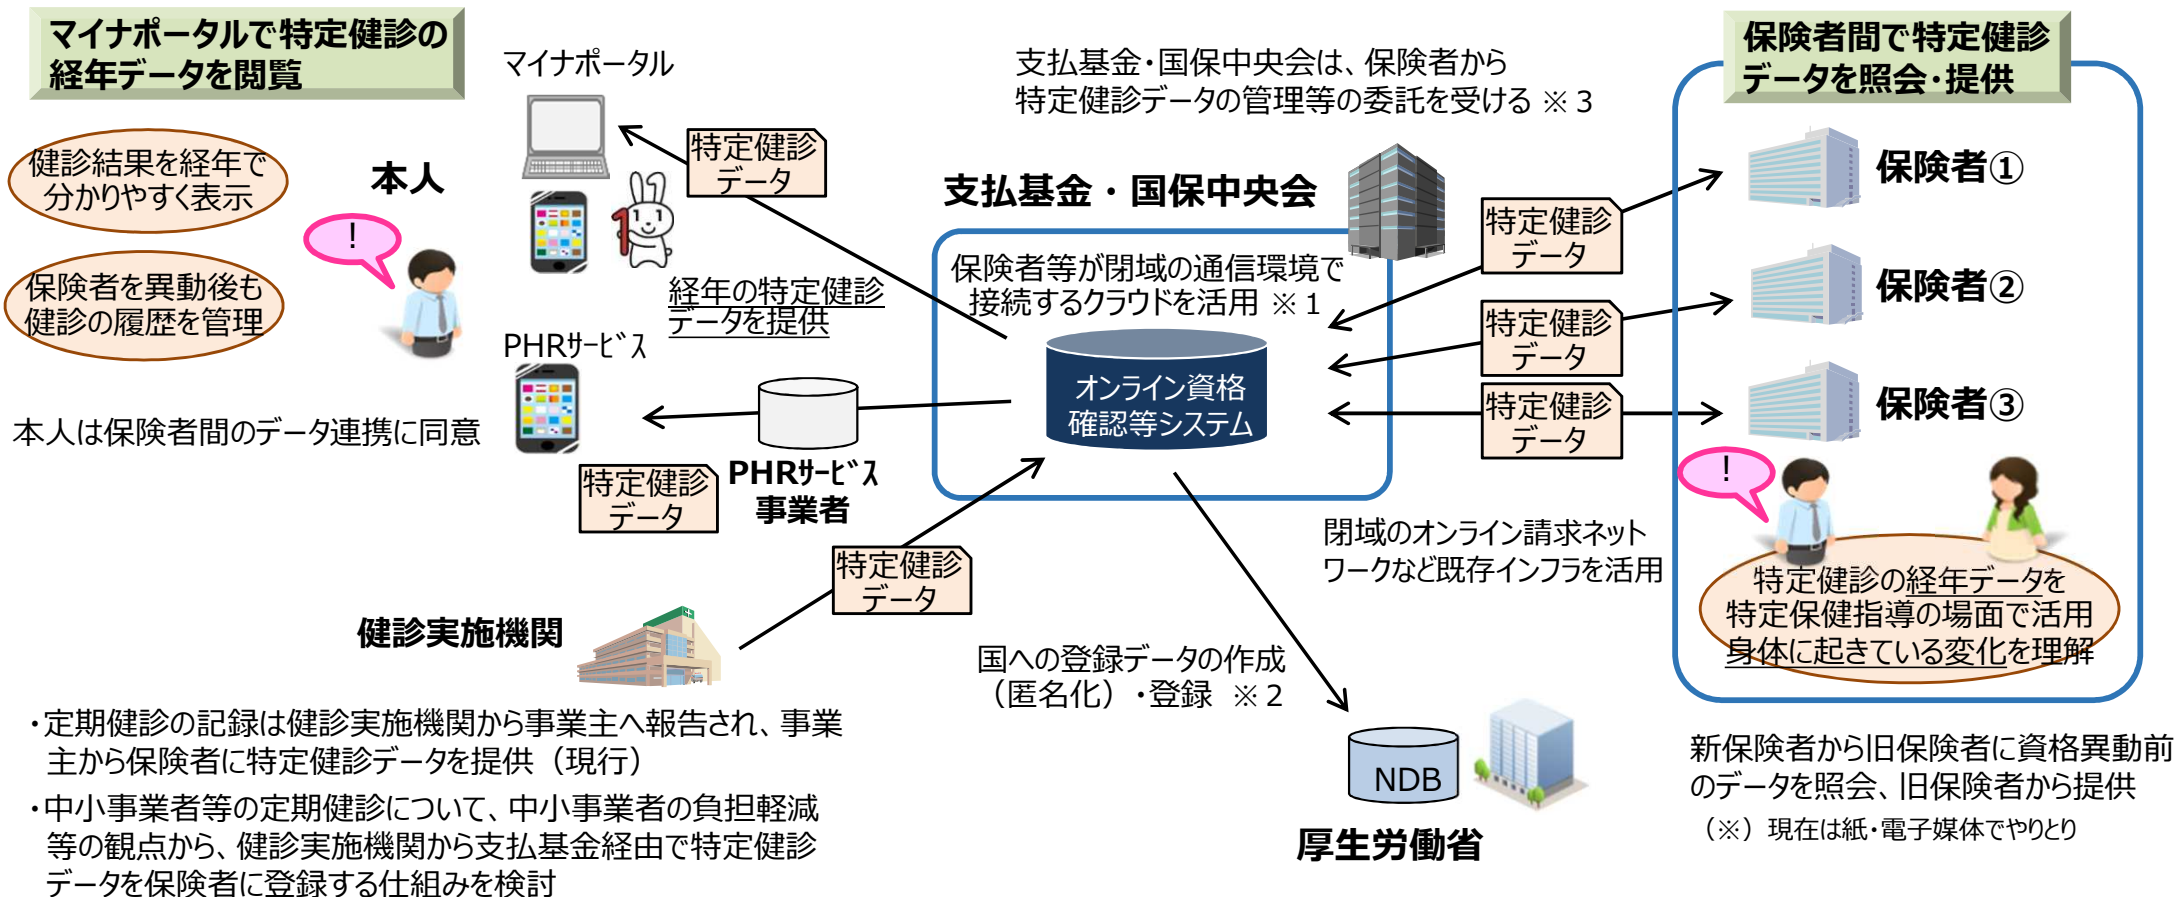 マイナポータルで特定健診の
経年データを閲覧
健診結果を経年で
分かりやすく表示
保険者を異動後も
健診の履歴を管理
本人
!
本人は保険者間のデータ連携に同意
マイナポータル
特定健診
データ
経年の特定健診
データを提供
PHRｻｰﾋﾞｽ
PHRｻｰﾋﾞｽ
事業者
特定健診
データ
健診実施機関
特定健診
データ
・定期健診の記録は健診実施機関から事業主へ報告され、事業
主から保険者に特定健診データを提供（現行）
・中小事業者等の定期健診について、中小事業者の負担軽減
等の観点から、健診実施機関から支払基金経由で特定健診
データを保険者に登録する仕組みを検討
支払基金・国保中央会は、保険者から
特定健診データの管理等の委託を受ける ※３
支払基金・国保中央会
保険者等が閉域の通信環境で
接続するクラウドを活用 ※１
オンライン資格
確認等システム
国への登録データの作成
（匿名化）・登録 ※２
NDB
厚生労働省
特定健診
データ
特定健診
データ
特定健診
データ
閉域のオンライン請求ネット
ワークなど既存インフラを活用
保険者間で特定健診
データを照会・提供
保険者①
保険者②
保険者③
!
特定健診の経年データを
特定保健指導の場面で活用
身体に起きている変化を理解
新保険者から旧保険者に資格異動前
のデータを照会、旧保険者から提供
（※）現在は紙・電子媒体でやりとり